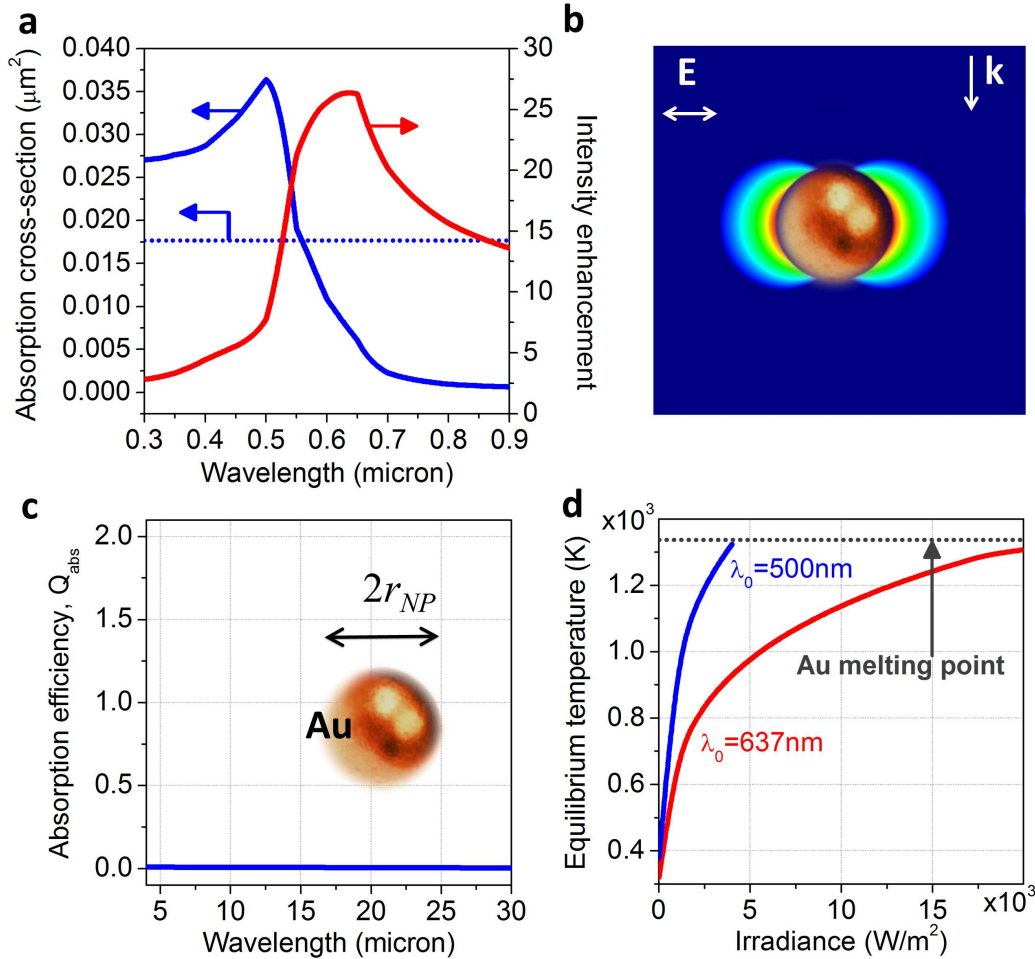 a
Absorption cross-section (μm²)
0.040
0.035
0.030
0.025
0.020
0.015
0.010
0.005
0.000
30
25
20
15
10
5
0
Intensity enhancement
0.3 0.4 0.5 0.6 0.7 0.8 0.9
Wavelength (micron)
b
E
k
c
Absorption efficiency, Q_abs
2.0
1.5
1.0
0.5
0.0
2r_NP
Au
5 10 15 20 25 30
Wavelength (micron)
d
x10³
Equilibrium temperature (K)
1.2
1.0
0.8
0.6
0.4
λ₀=500nm
Au melting point
λ₀=637nm
0 5 10 15 x10³
Irradiance (W/m²)